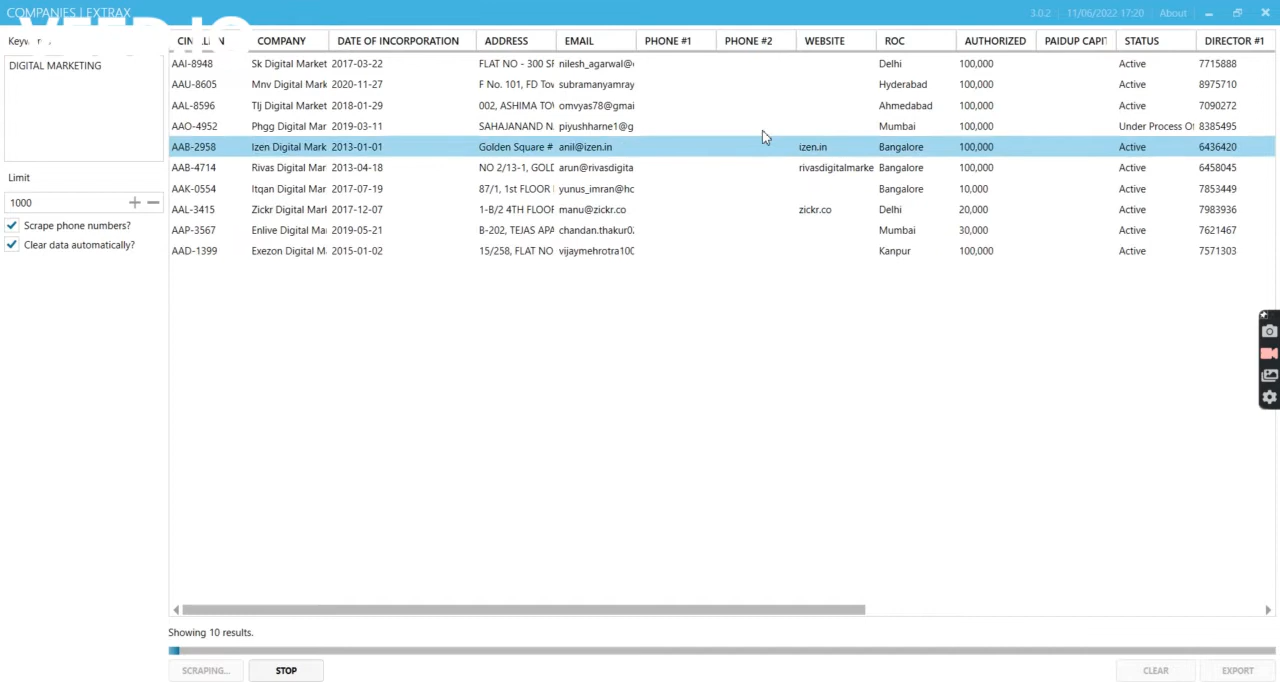 COMPANIES | EXTRAX 3.0.2 11/06/2022 17:20 About
COMPANY DATE OF INCORPORATION ADDRESS EMAIL PHONE #1 PHONE #2 WEBSITE ROC AUTHORIZED PAIDUP CAPIT STATUS DIRECTOR #1
DIGITAL MARKETING
Limit
1000
Scrape phone numbers?
Clear data automatically?
AAI-8948 Sk Digital Market 2017-03-22 FLAT NO - 300 SF nilesh_agarwal@ Delhi 100,000 Active 7715888
AAU-8605 Mnv Digital Mark 2020-11-27 F No. 101, FD Tow subramanyamray Hyderabad 100,000 Active 8975710
AAL-8596 Tlj Digital Market 2018-01-29 002, ASHIMA TOW omvyas78@gmai Ahmedabad 100,000 Active 7090272
AAO-4952 Phgg Digital Mar 2019-03-11 SAHAJANAND N. piyushharne1@g Mumbai 100,000 Under Process Of 8385495
AAB-2958 Izen Digital Mark 2013-01-01 Golden Square # anil@izen.in izen.in Bangalore 100,000 Active 6436420
AAB-4714 Rivas Digital Mar 2013-04-18 NO 2/13-1, GOLD arun@rivasdigita rivasdigitalmarke Bangalore 100,000 Active 6458045
AAK-0554 Itqan Digital Mar 2017-07-19 87/1, 1st FLOOR yunus_imran@hc Bangalore 10,000 Active 7853449
AAL-3415 Zickr Digital Marl 2017-12-07 1-B/2 4TH FLOOF manu@zickr.co zickr.co Delhi 20,000 Active 7983936
AAP-3567 Enlive Digital Ma 2019-05-21 B-202, TEJAS APA chandan.thakur0 Mumbai 30,000 Active 7621467
AAD-1399 Exezon Digital M 2015-01-02 15/258, FLAT NO vijaymehrotra100 Kanpur 100,000 Active 7571303
Showing 10 results.
SCRAPING... STOP CLEAR EXPORT